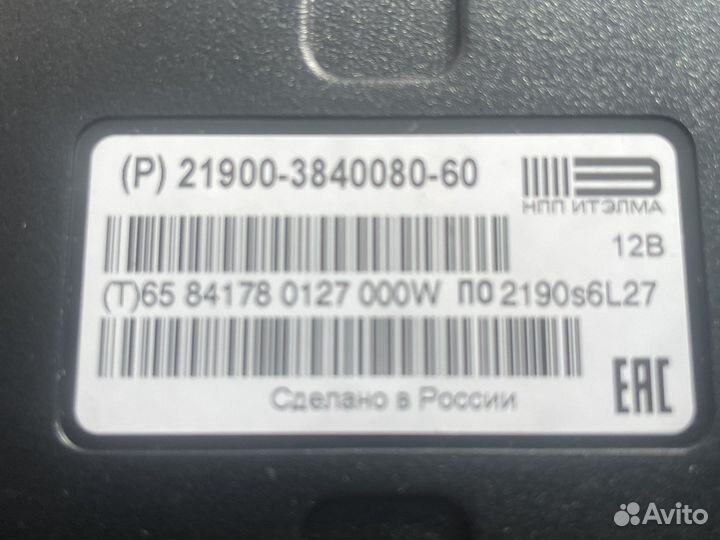 (P) 21900-3840080-60
НПП ИТЭЛМА
12В
(T)65 84178 0127 000W ПО 2190s6L27
Сделано в России
EAC
Avito